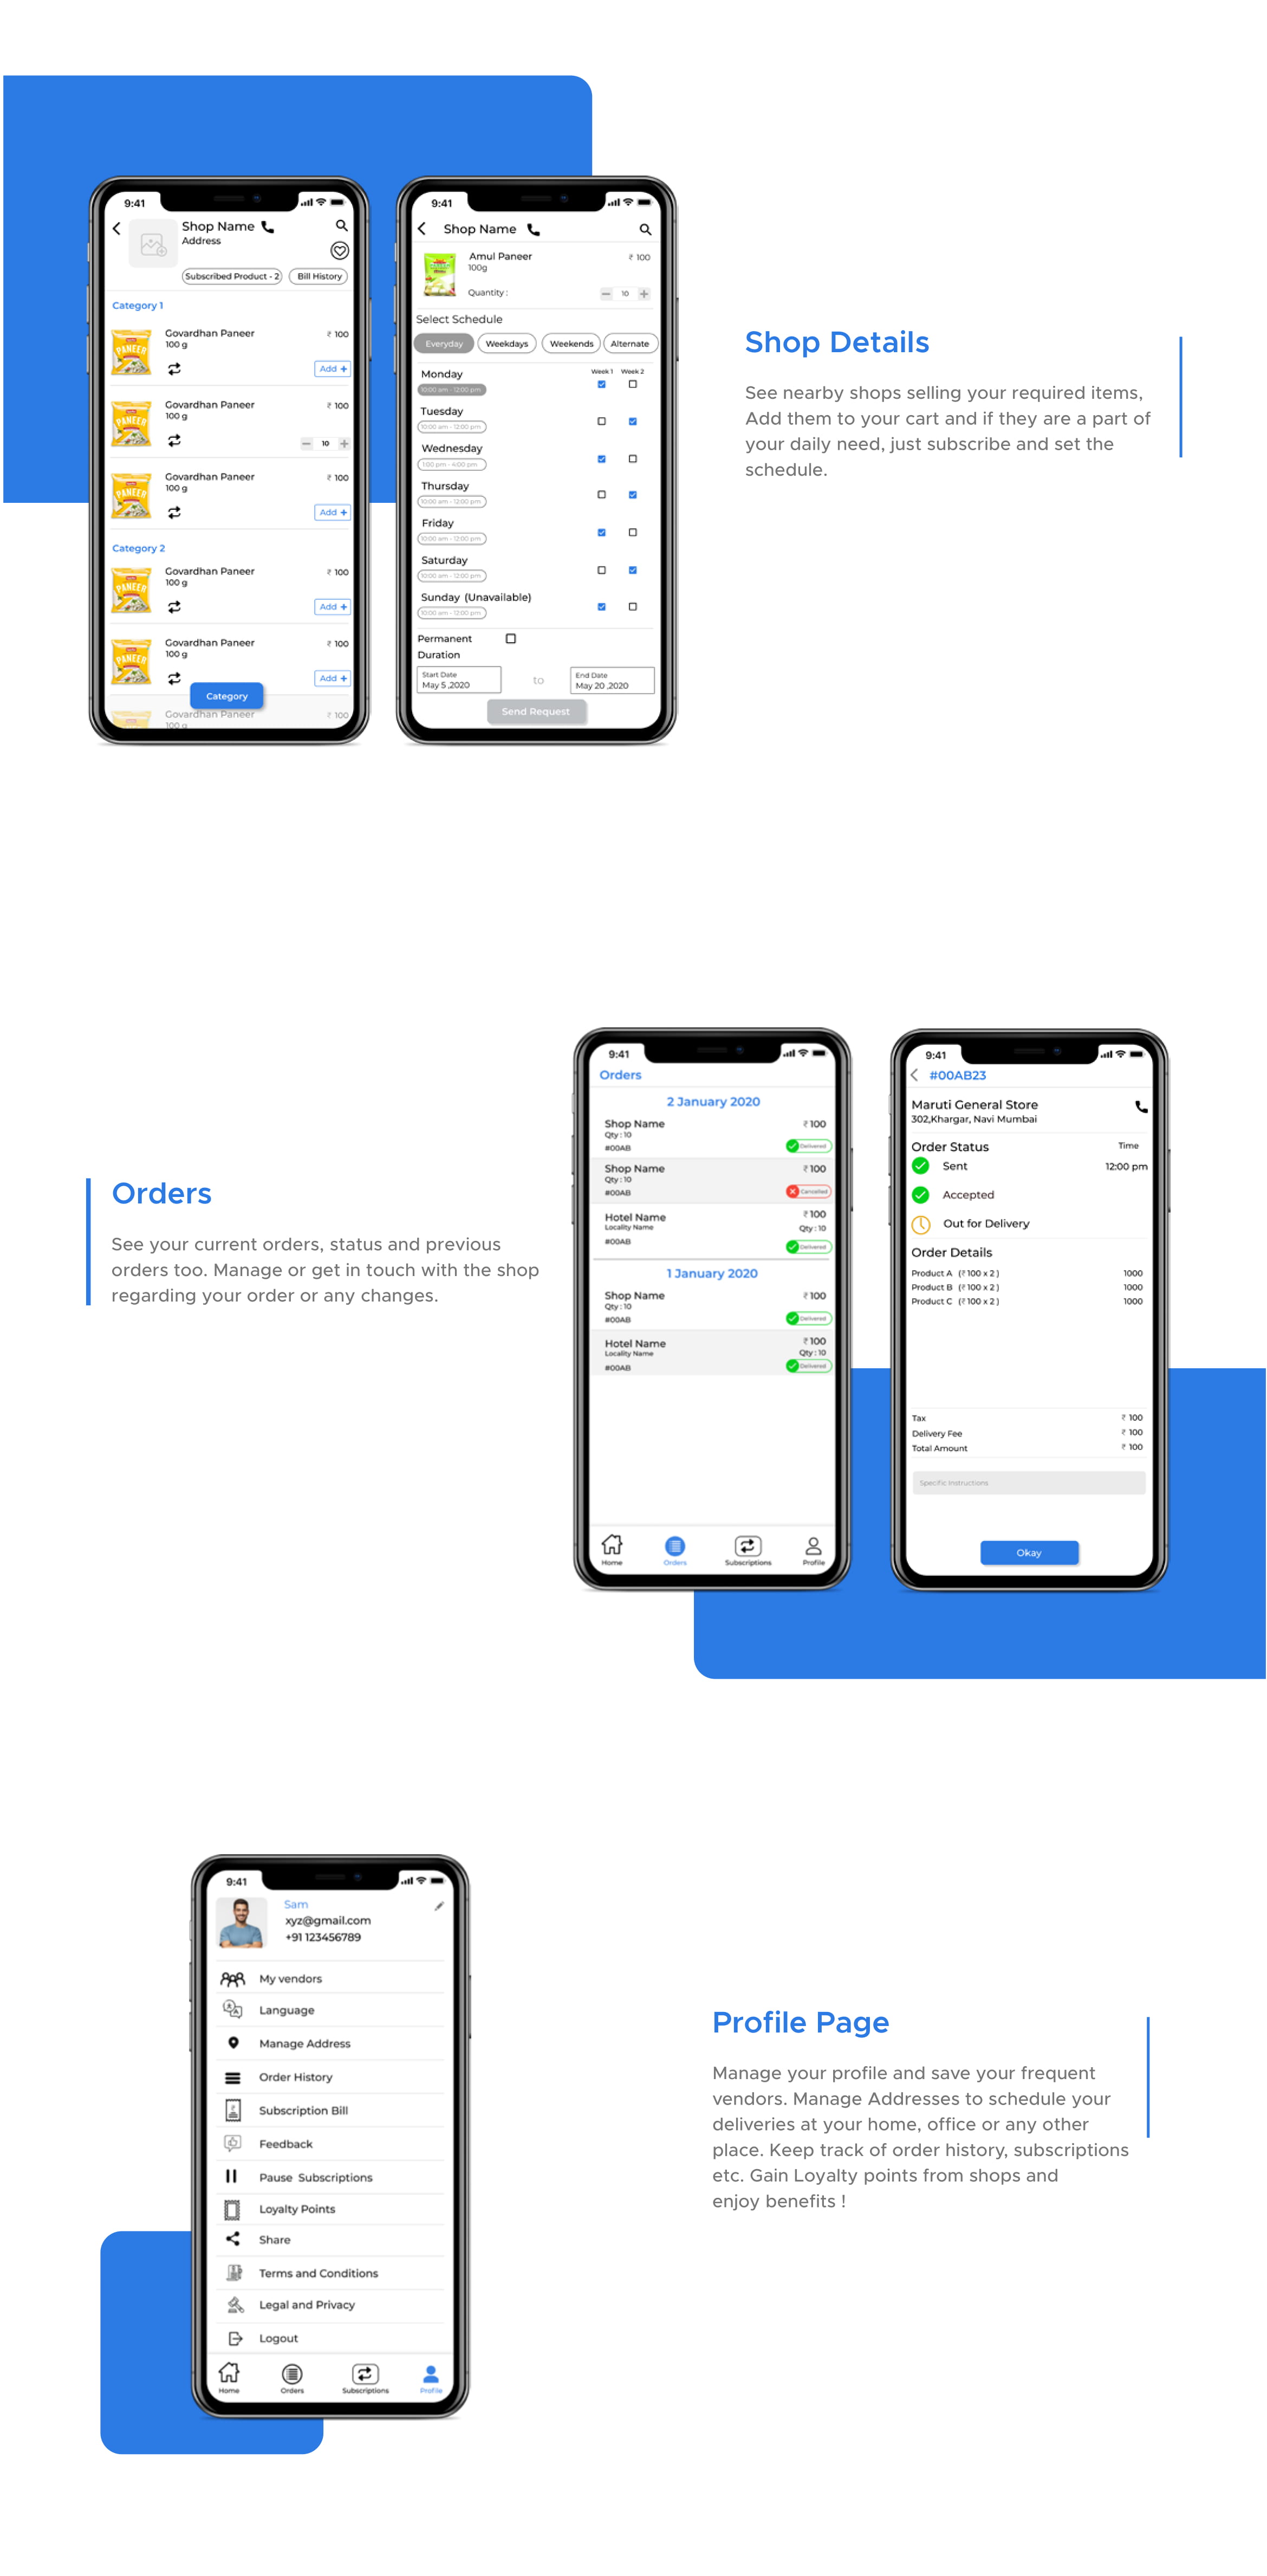 9:41
Shop Name
Address
Subscribed Product - 2
Bill History
Category 1
PANEER
Govardhan Paneer
₹ 100
100 g
Add +
PANEER
Govardhan Paneer
₹ 100
100 g
— 10 +
PANEER
Govardhan Paneer
₹ 100
100 g
Add +
Category 2
PANEER
Govardhan Paneer
₹ 100
100 g
Add +
PANEER
Govardhan Paneer
₹ 100
100 g
Add +
Category
Govardhan Paneer
₹ 100
100 g
9:41
Shop Name
Amul Paneer
₹ 100
100g
Quantity :
— 10 +
Select Schedule
Everyday
Weekdays
Weekends
Alternate
Week 1 Week 2
Monday
10:00 am - 12:00 pm
Tuesday
10:00 am - 12:00 pm
Wednesday
1:00 pm - 4:00 pm
Thursday
10:00 am - 12:00 pm
Friday
10:00 am - 12:00 pm
Saturday
10:00 am - 12:00 pm
Sunday (Unavailable)
10:00 am - 12:00 pm
Permanent
Duration
Start Date
May 5 ,2020
to
End Date
May 20 ,2020
Send Request
Shop Details
See nearby shops selling your required items,
Add them to your cart and if they are a part of
your daily need, just subscribe and set the
schedule.
Orders
See your current orders, status and previous
orders too. Manage or get in touch with the shop
regarding your order or any changes.
9:41
Orders
2 January 2020
Shop Name
₹ 100
Qty : 10
#00AB
Delivered
Shop Name
₹ 100
Qty : 10
#00AB
Cancelled
Hotel Name
₹ 100
Locality Name
Qty : 10
#00AB
Delivered
1 January 2020
Shop Name
₹ 100
Qty : 10
#00AB
Delivered
Hotel Name
₹ 100
Locality Name
Qty : 10
#00AB
Delivered
Home
Orders
Subscriptions
Profile
9:41
#00AB23
Maruti General Store
302,Khargar, Navi Mumbai
Order Status
Time
Sent
12:00 pm
Accepted
Out for Delivery
Order Details
Product A (₹ 100 x 2 )
1000
Product B (₹ 100 x 2 )
1000
Product C (₹ 100 x 2 )
1000
Tax
₹ 100
Delivery Fee
₹ 100
Total Amount
₹ 100
Specific Instructions
Okay
9:41
Sam
xyz@gmail.com
+91 123456789
My vendors
Language
Manage Address
Order History
Subscription Bill
Feedback
Pause Subscriptions
Loyalty Points
Share
Terms and Conditions
Legal and Privacy
Logout
Home
Orders
Subscriptions
Profile
Profile Page
Manage your profile and save your frequent
vendors. Manage Addresses to schedule your
deliveries at your home, office or any other
place. Keep track of order history, subscriptions
etc. Gain Loyalty points from shops and
enjoy benefits !